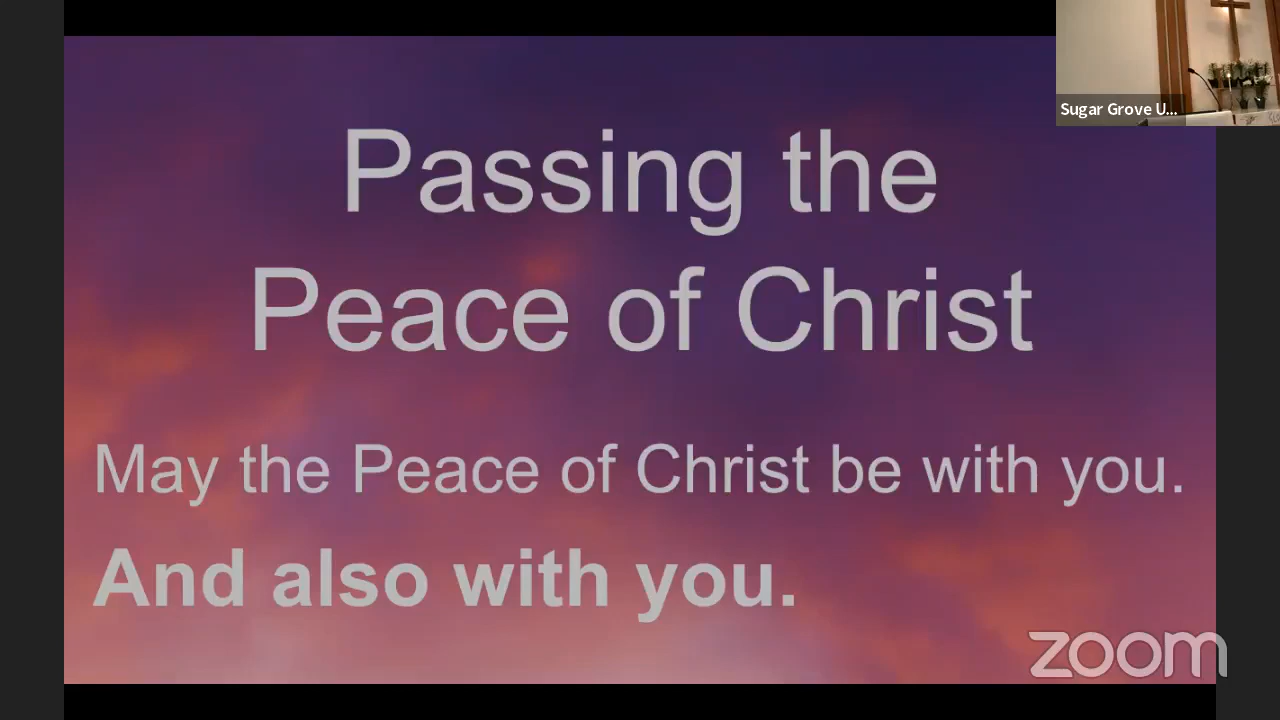 Sugar Grove U...
Passing the
Peace of Christ
May the Peace of Christ be with you.
And also with you.
zoom